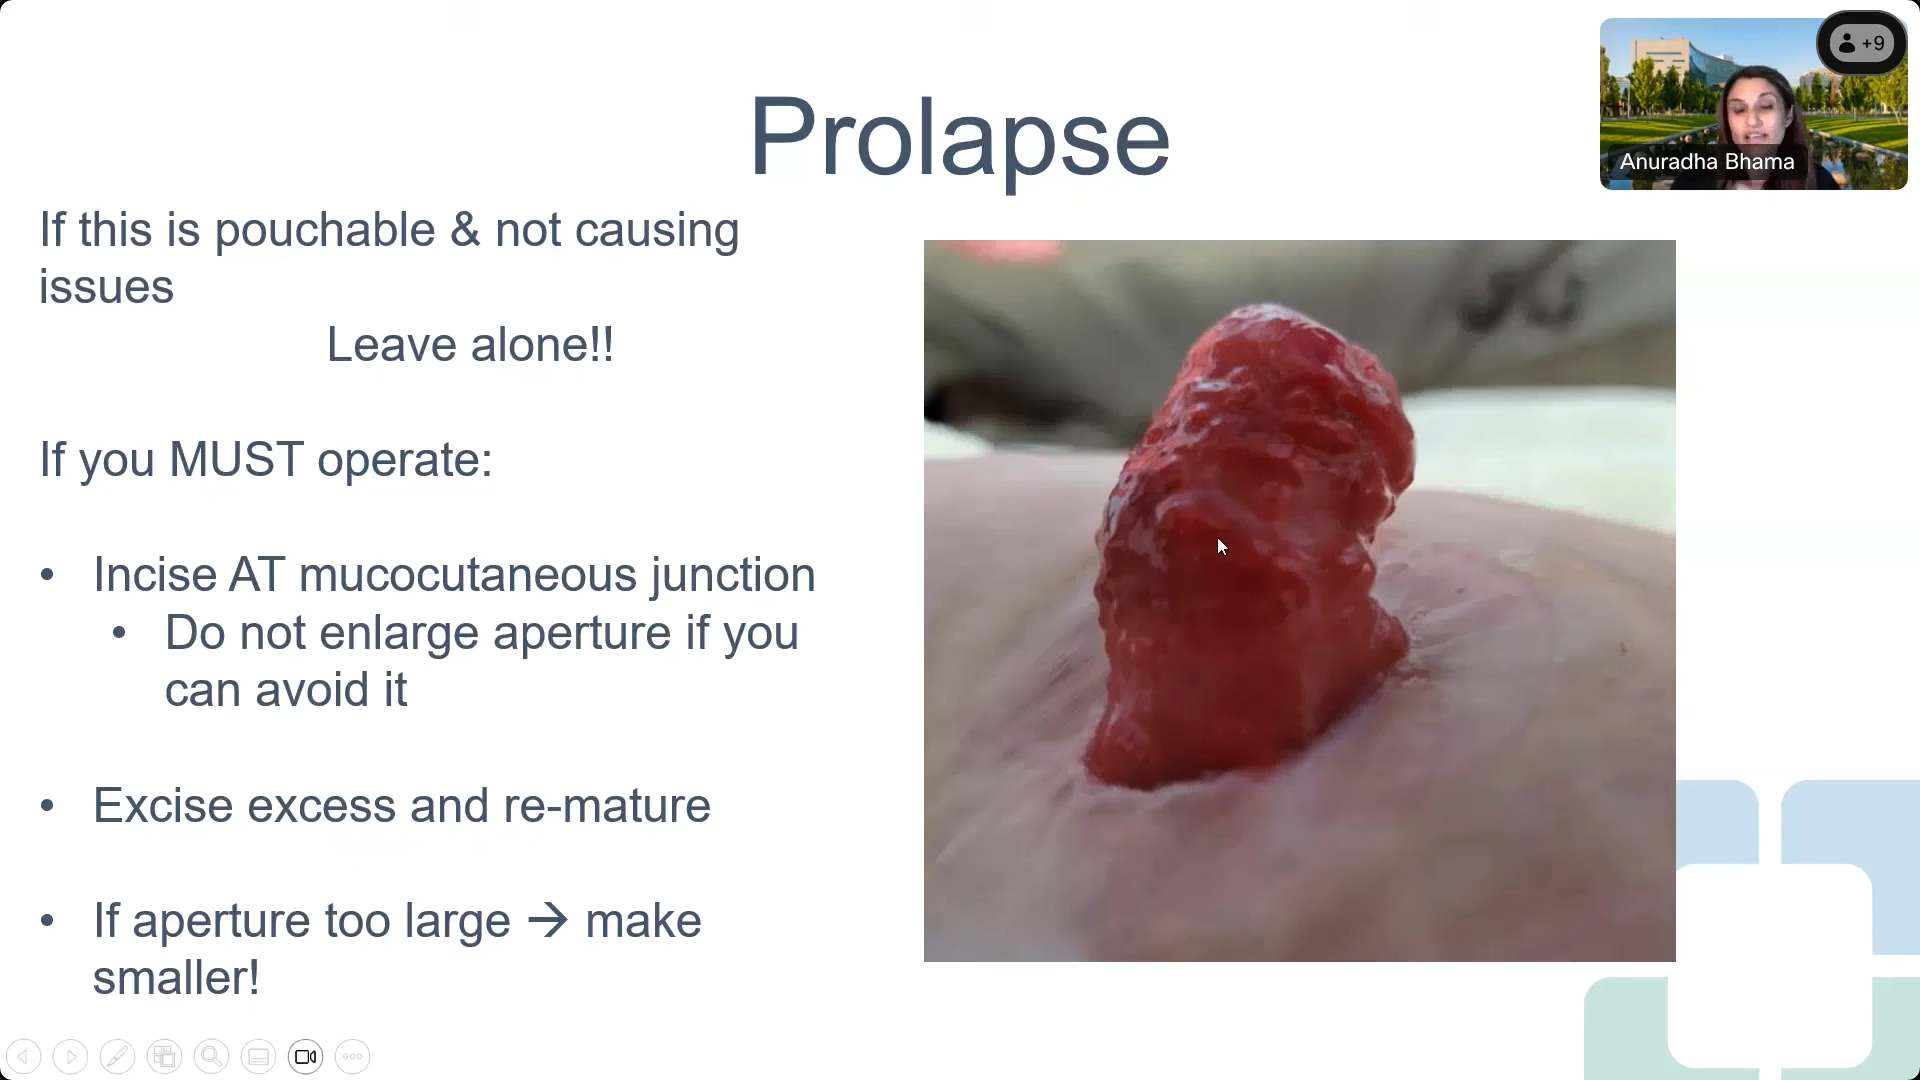 Prolapse
+9
Anuradha Bhama
If this is pouchable & not causing
issues
Leave alone!!
If you MUST operate:
• Incise AT mucocutaneous junction
• Do not enlarge aperture if you
can avoid it
• Excise excess and re-mature
• If aperture too large → make
smaller!